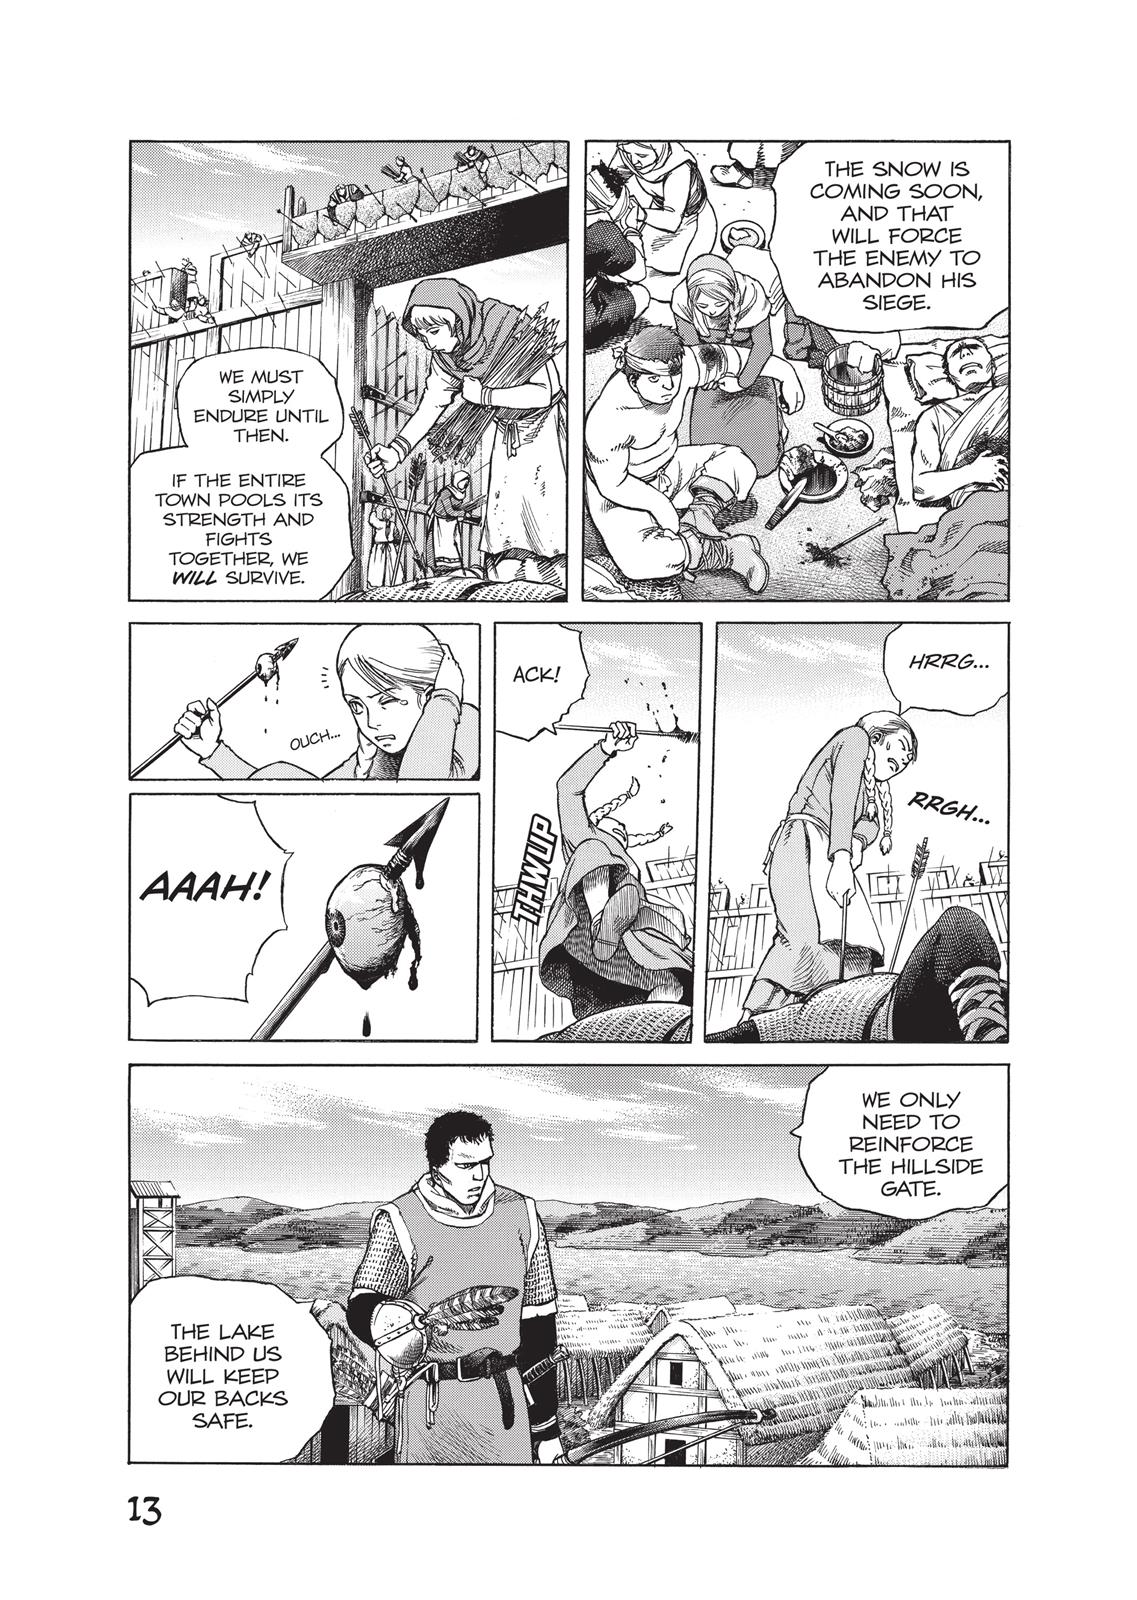 THE SNOW IS
COMING SOON,
AND THAT
WILL FORCE
THE ENEMY TO
ABANDON HIS
SIEGE.
WE MUST
SIMPLY
ENDURE UNTIL
THEN.
IF THE ENTIRE
TOWN POOLS ITS
STRENGTH AND
FIGHTS
TOGETHER, WE
WILL SURVIVE.
HRRG...
RRGH...
ACK!
THWUP
OUCH...
AAAH!
WE ONLY
NEED TO
REINFORCE
THE HILLSIDE
GATE.
THE LAKE
BEHIND US
WILL KEEP
OUR BACKS
SAFE.
13